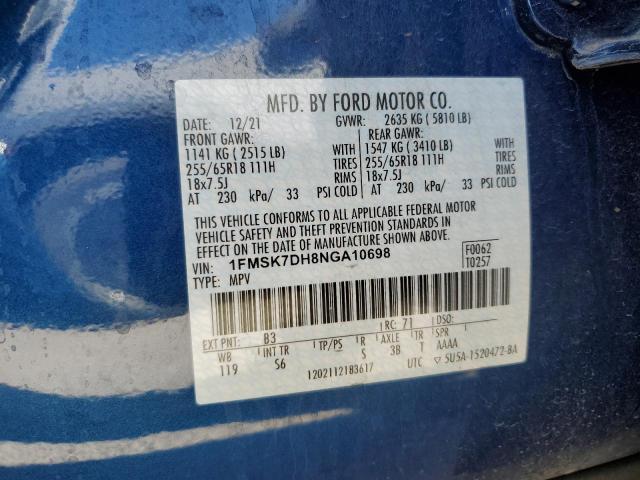 MFD. BY FORD MOTOR CO.
DATE: 12/21 GVWR: 2635 KG ( 5810 LB)
FRONT GAWR: REAR GAWR:
1141 KG ( 2515 LB) WITH 1547 KG ( 3410 LB) WITH
255/65R18 111H TIRES 255/65R18 111H TIRES
18x7.5J RIMS 18x7.5J RIMS
AT 230 kPa/ 33 PSI COLD AT 230 kPa/ 33 PSI COLD
THIS VEHICLE CONFORMS TO ALL APPLICABLE FEDERAL MOTOR
VEHICLE SAFETY AND THEFT PREVENTION STANDARDS IN
EFFECT ON THE DATE OF MANUFACTURE SHOWN ABOVE.
VIN: 1FMSK7DH8NGA10698 F0062
TYPE: MPV T0257
EXT PNT: B3 RC: 71 DSO:
WB INT TR TP/PS R AXLE TR SPR
119 S6 S 3B T AAAA
1202112183617 UTC ▽ 5U5A-1520472-BA